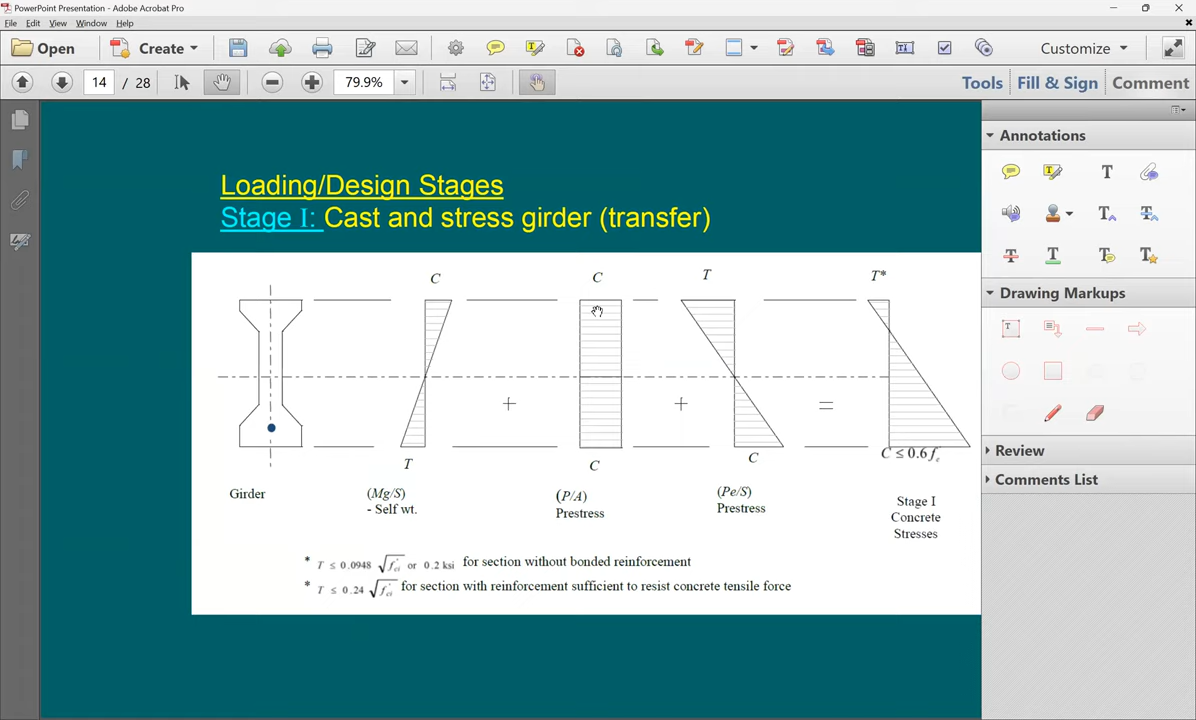 PowerPoint Presentation - Adobe Acrobat Pro
File Edit View Window Help
Open Create Customize
14 / 28 79.9% Tools Fill & Sign Comment
Annotations
Drawing Markups
Review
Comments List
Loading/Design Stages
Stage I: Cast and stress girder (transfer)
C C T T*
+ + =
T C C C ≤ 0.6 f
Girder (Mg/S) (P/A) (Pe/S) Stage I
- Self wt. Prestress Prestress Concrete
Stresses
* T ≤ 0.0948 √f'ci or 0.2 ksi for section without bonded reinforcement
* T ≤ 0.24 √f'ci for section with reinforcement sufficient to resist concrete tensile force